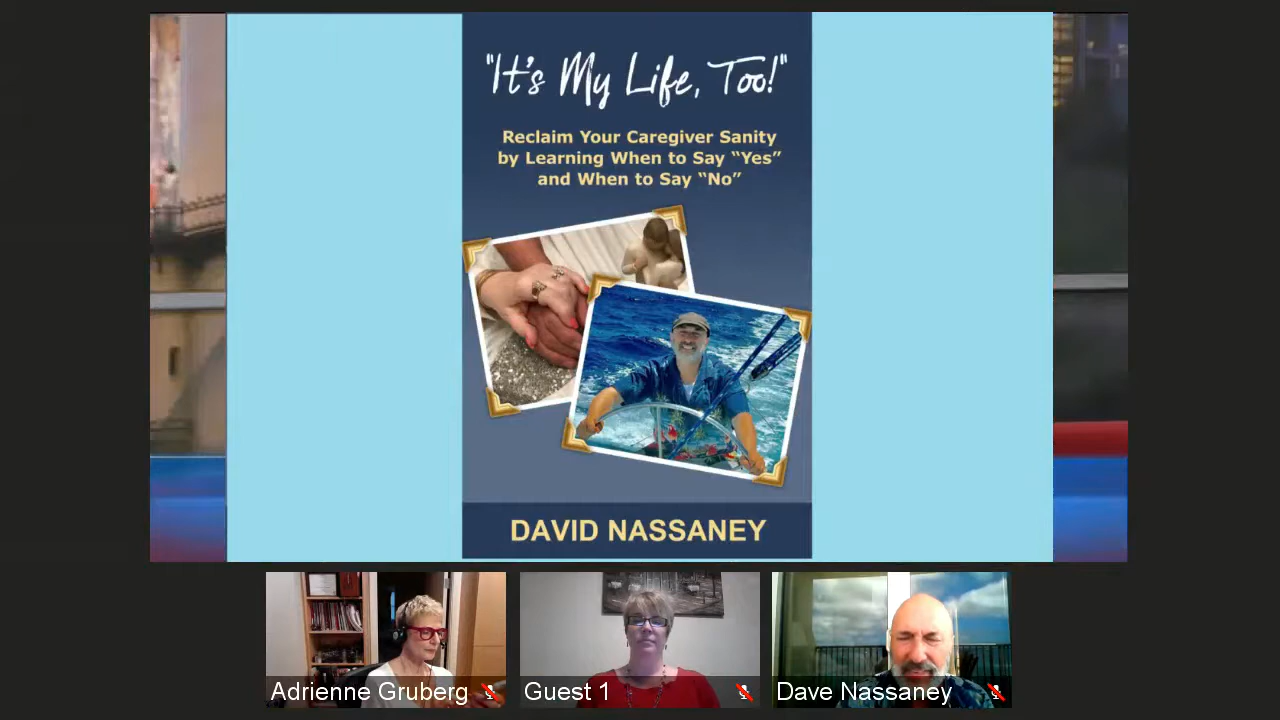 "It's My Life, Too!"
Reclaim Your Caregiver Sanity
by Learning When to Say “Yes”
and When to Say “No”
DAVID NASSANEY
Adrienne Gruberg
Guest 1
Dave Nassaney